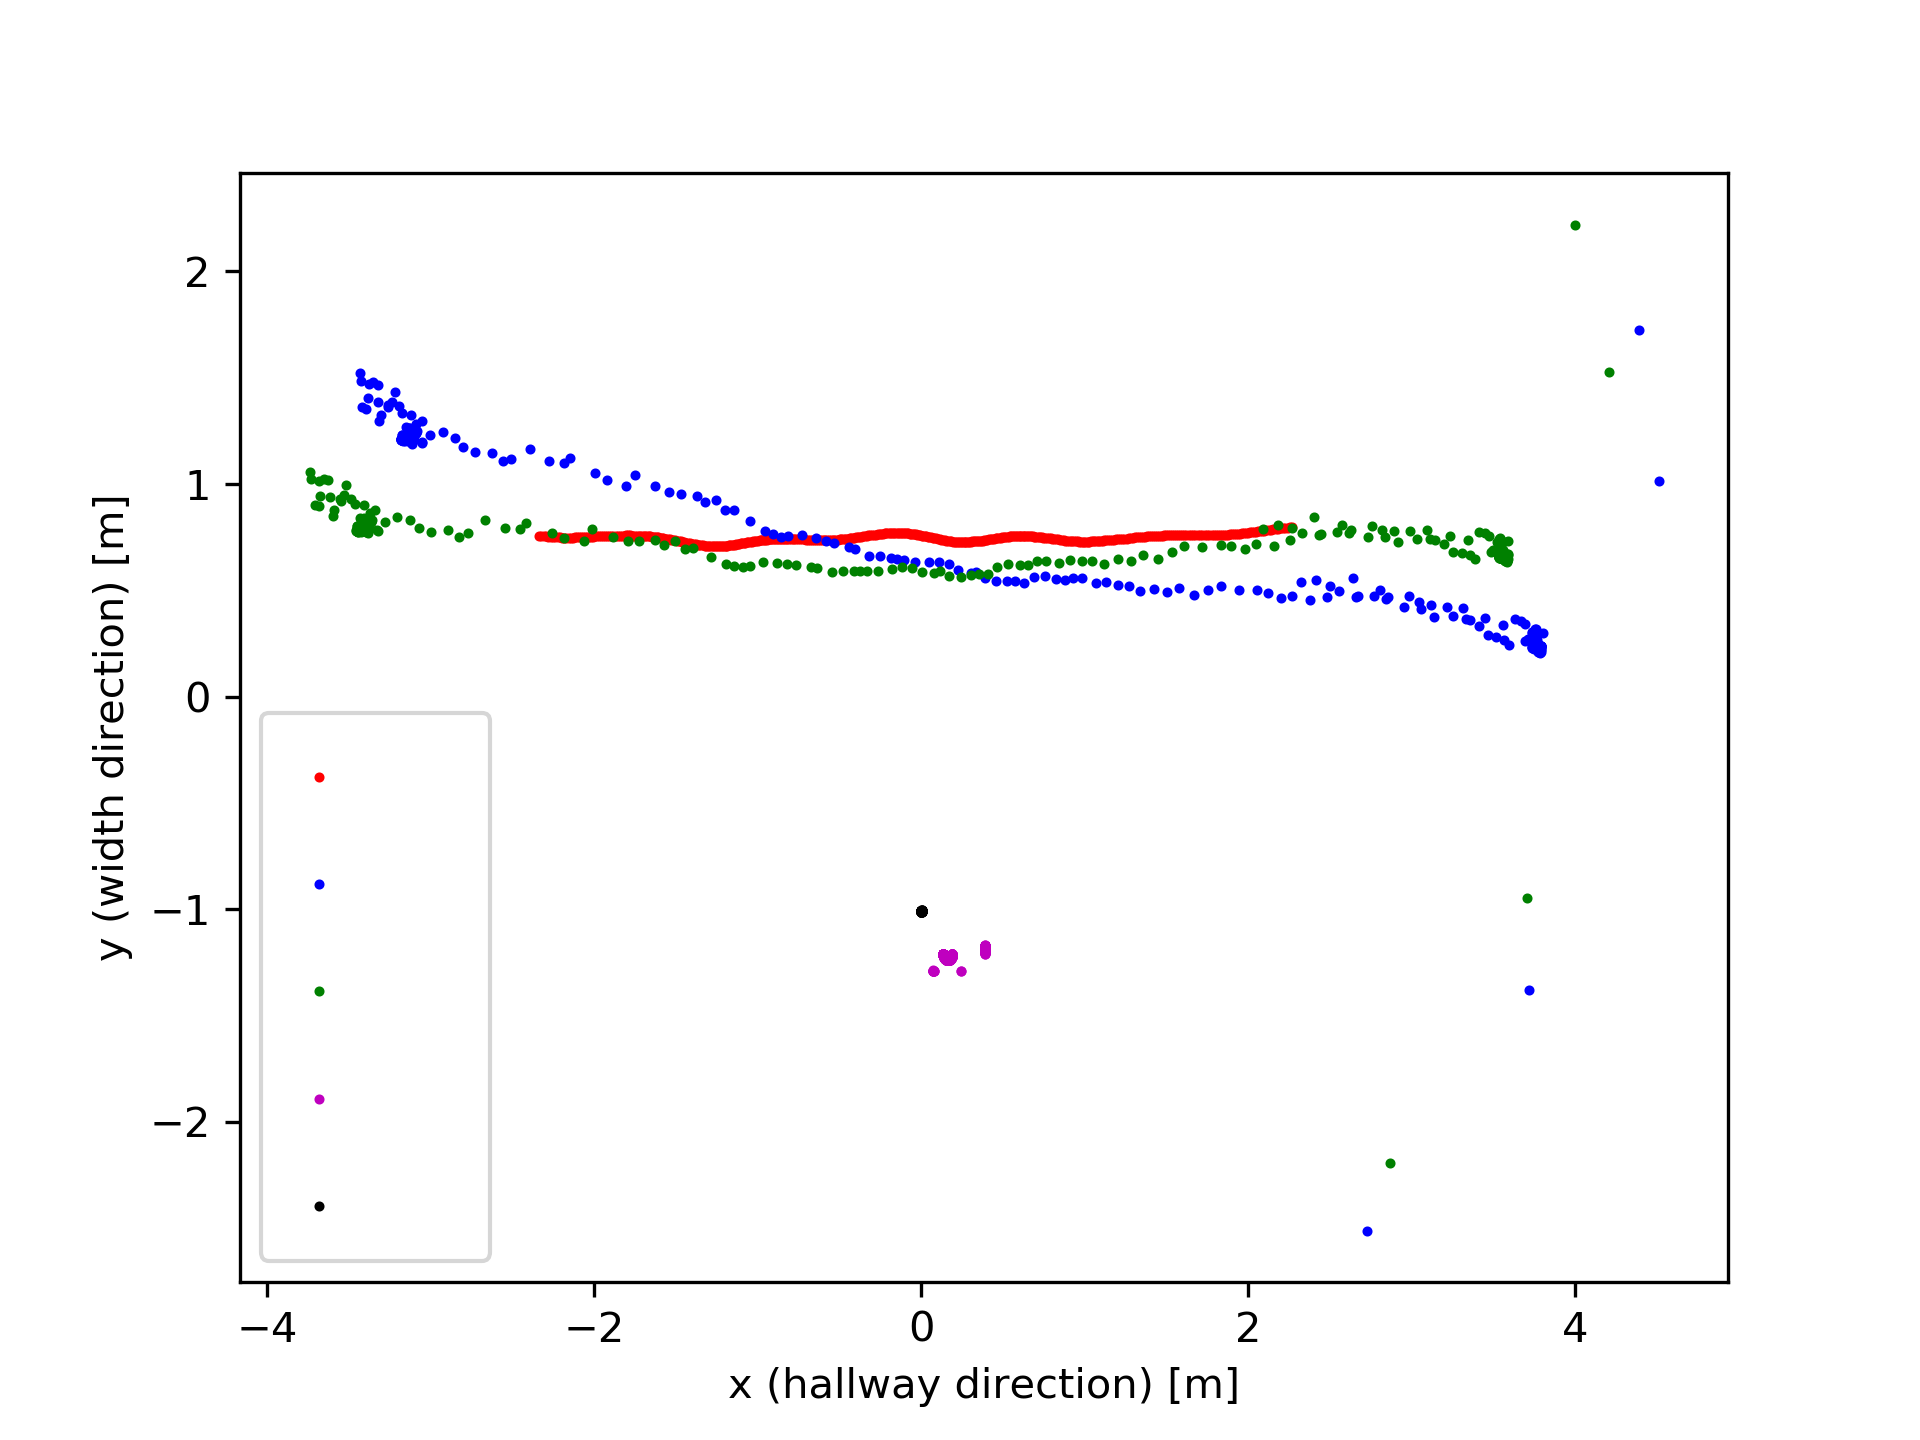 2
1
0
−1
−2
y (width direction) [m]
−4 −2 0 2 4
x (hallway direction) [m]